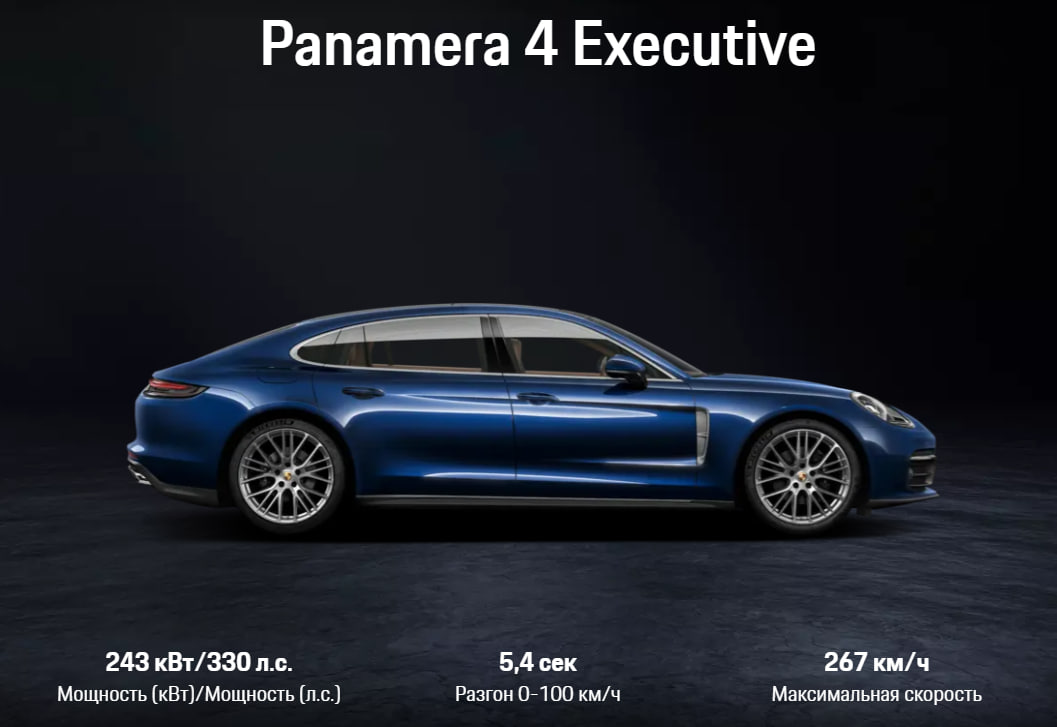 Panamera 4 Executive
243 кВт/330 л.с.
Мощность (кВт)/Мощность (л.с.)
5,4 сек
Разгон 0-100 км/ч
267 км/ч
Максимальная скорость